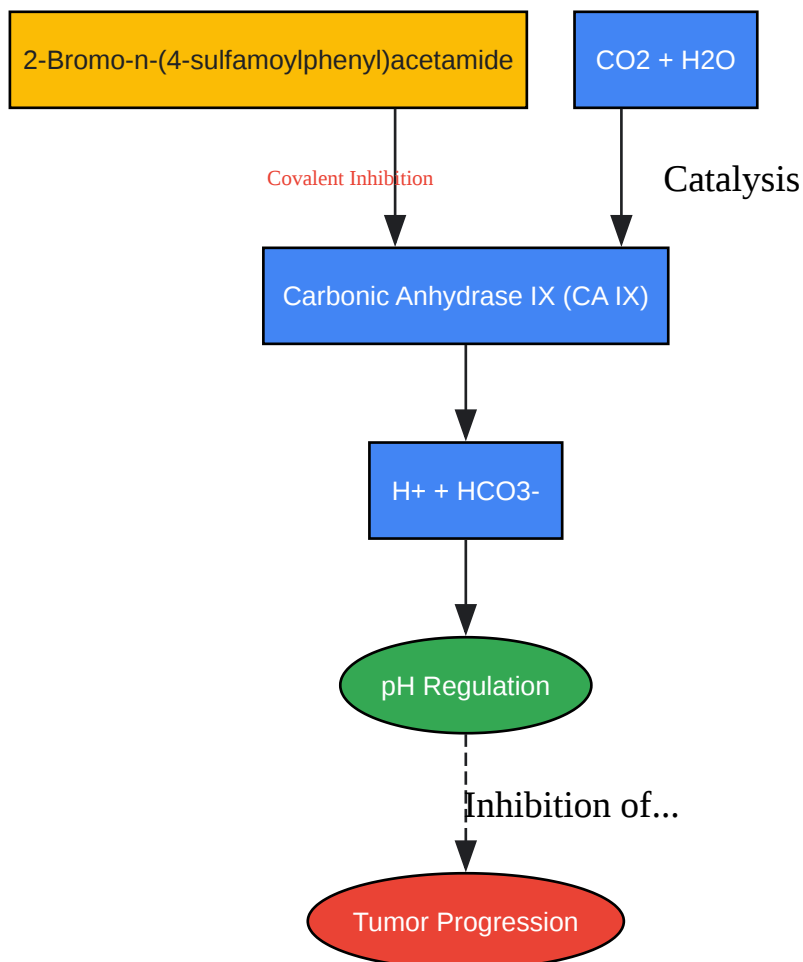 2-Bromo-n-(4-sulfamoylphenyl)acetamide
CO2 + H2O
Covalent Inhibition
Catalysis
Carbonic Anhydrase IX (CA IX)
H+ + HCO3-
pH Regulation
Inhibition of...
Tumor Progression